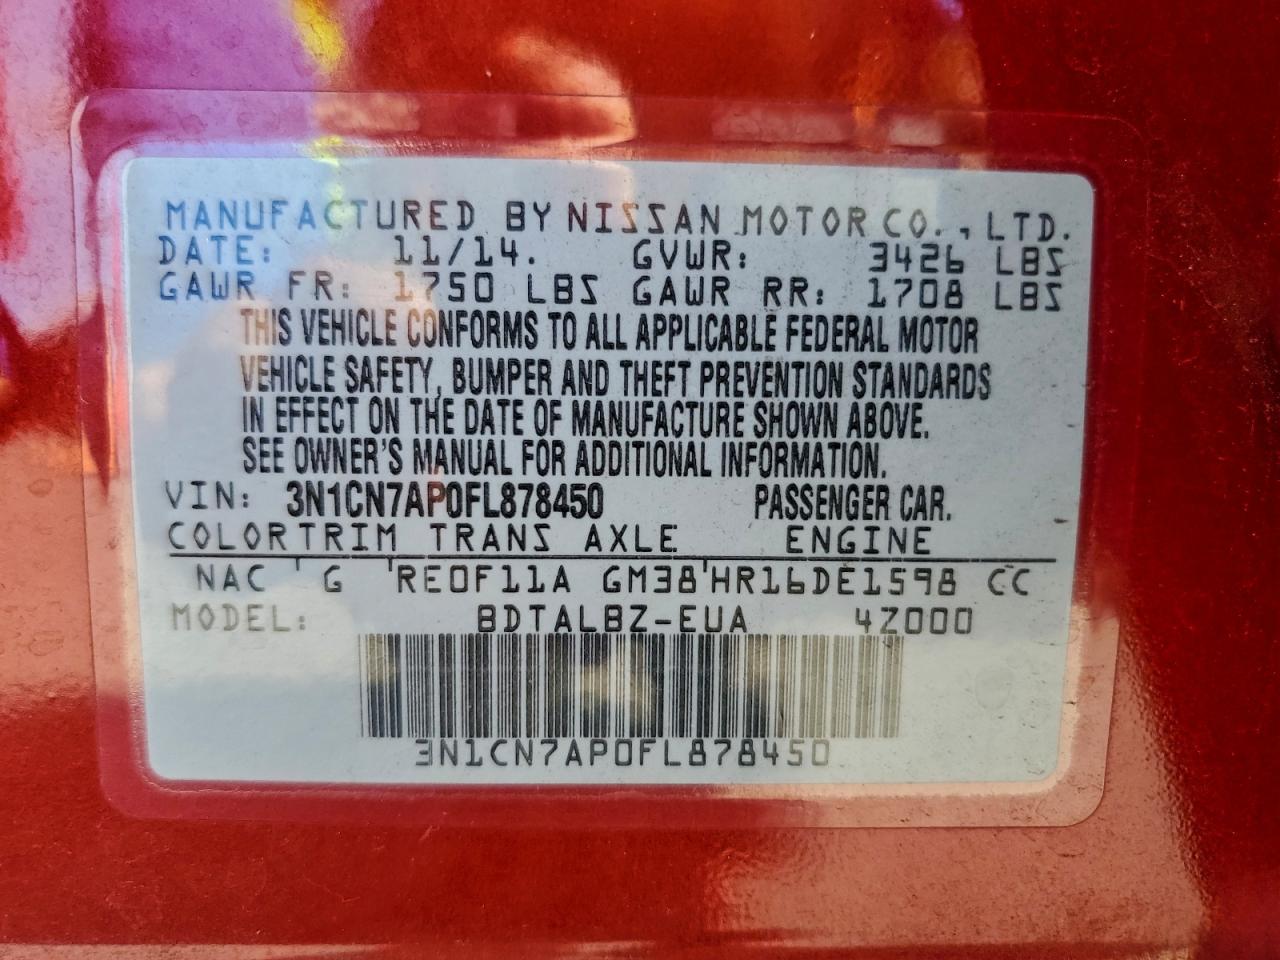 MANUFACTURED BY NISSAN MOTOR CO., LTD.
DATE: 11/14. GVWR: 3426 LBS
GAWR FR: 1750 LBS GAWR RR: 1708 LBS
THIS VEHICLE CONFORMS TO ALL APPLICABLE FEDERAL MOTOR
VEHICLE SAFETY, BUMPER AND THEFT PREVENTION STANDARDS
IN EFFECT ON THE DATE OF MANUFACTURE SHOWN ABOVE.
SEE OWNER'S MANUAL FOR ADDITIONAL INFORMATION.
VIN: 3N1CN7AP0FL878450 PASSENGER CAR.
COLORTRIM TRANS AXLE ENGINE
NAC ' G 'RE0F11A GM38'HR16DE1598 CC
MODEL: BDTALBZ-EUA 4Z000
3N1CN7AP0FL878450